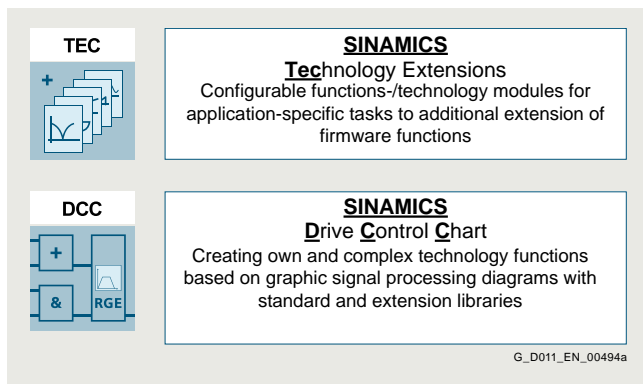 TEC
+
SINAMICS
Technology Extensions
Configurable functions-/technology modules for
application-specific tasks to additional extension of
firmware functions
DCC
+
&
RGE
SINAMICS
Drive Control Chart
Creating own and complex technology functions
based on graphic signal processing diagrams with
standard and extension libraries
G_D011_EN_00494a